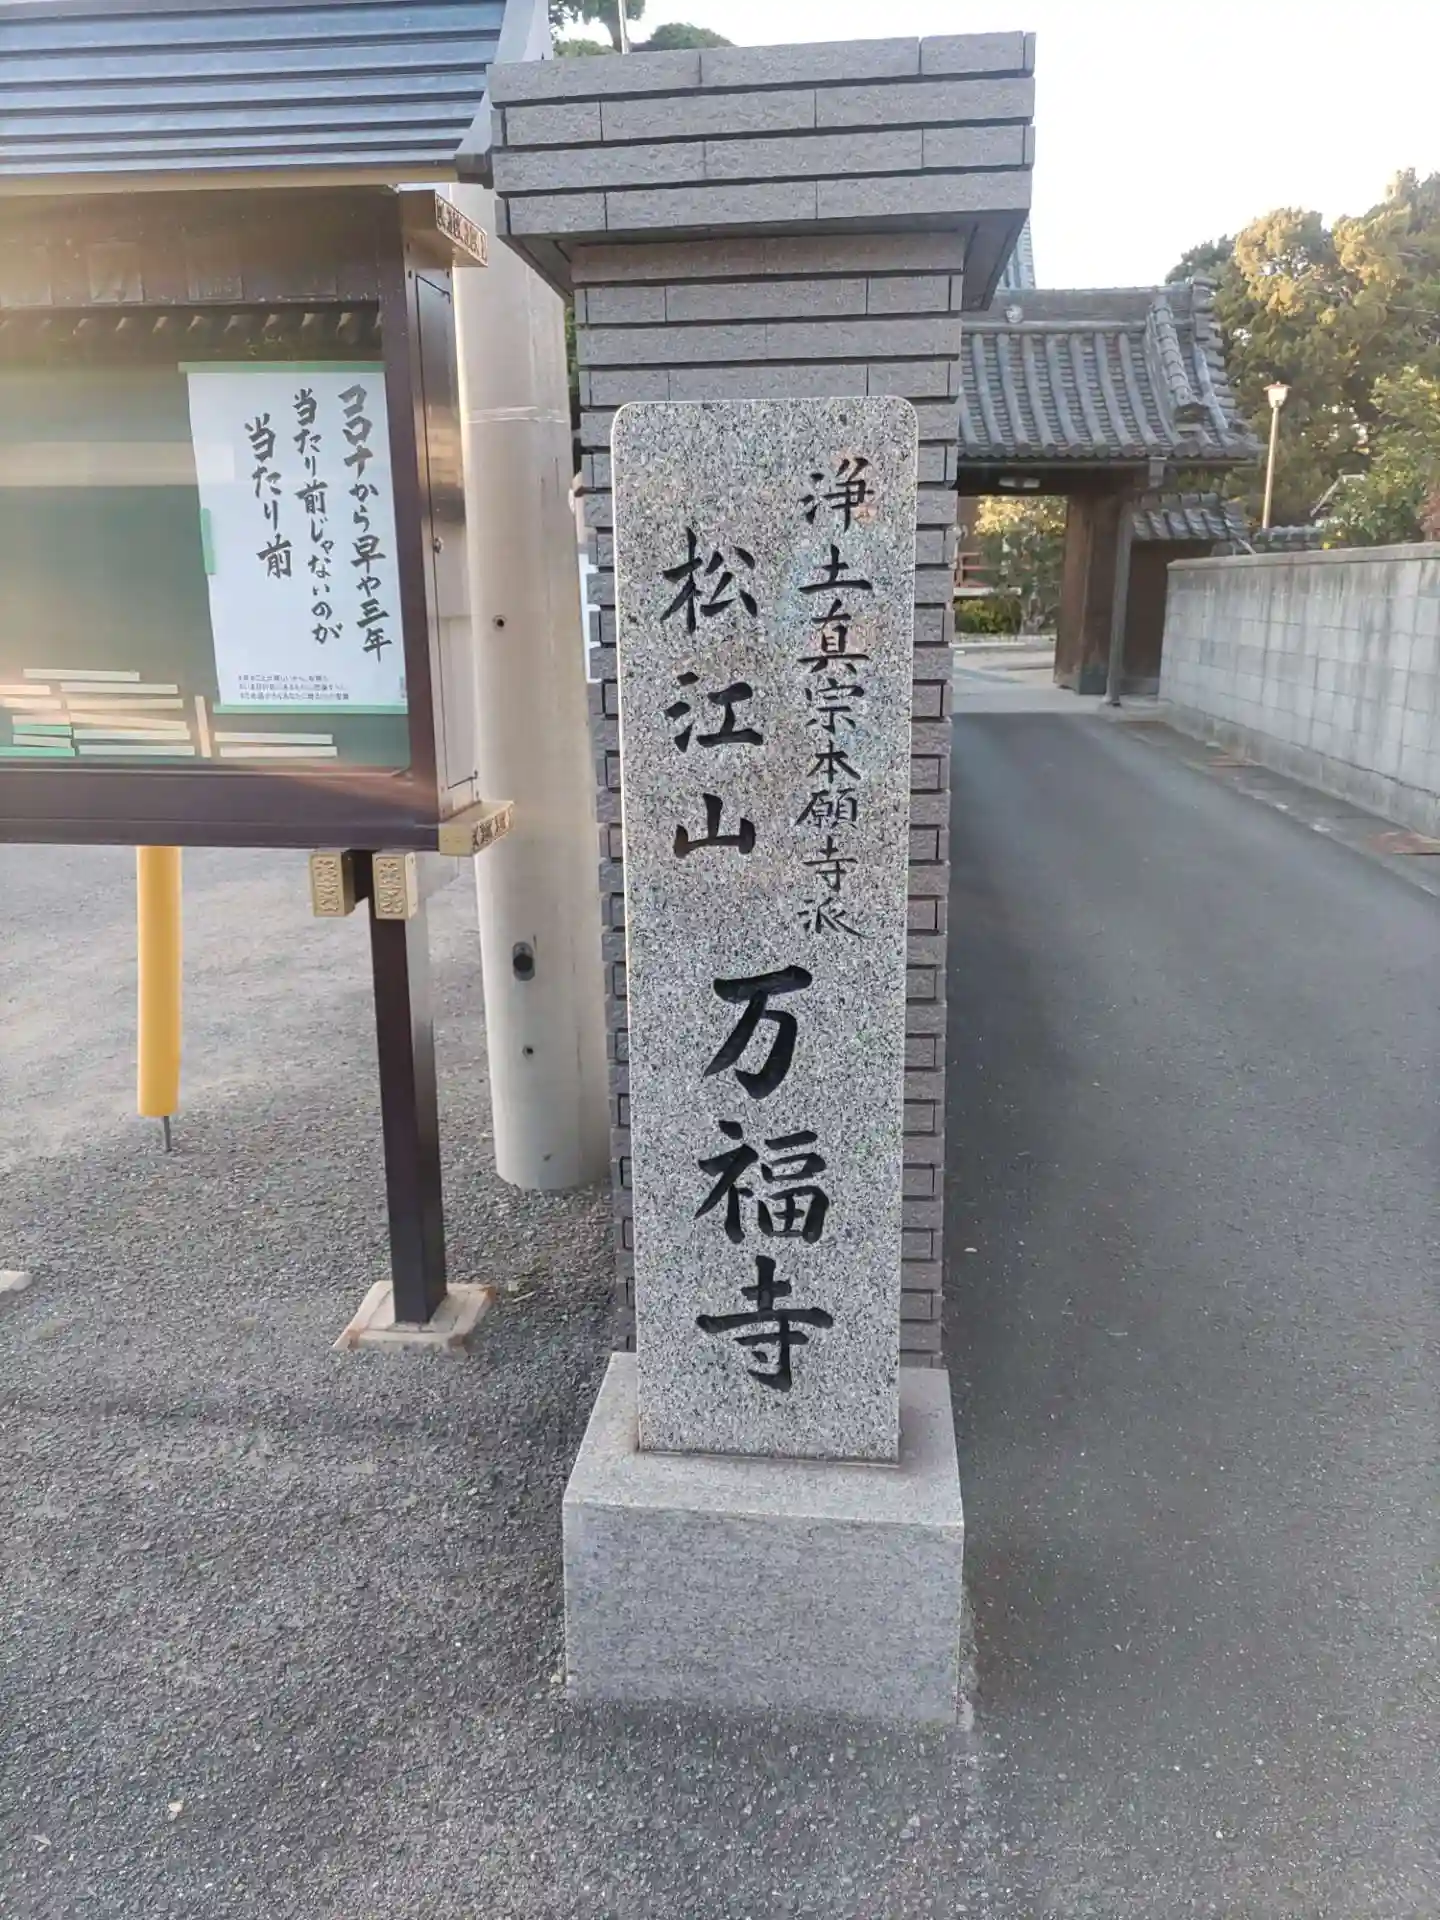 浄土真宗本願寺派
松江山 万福寺
コロナから早や三年
当たり前じゃないのが
当たり前